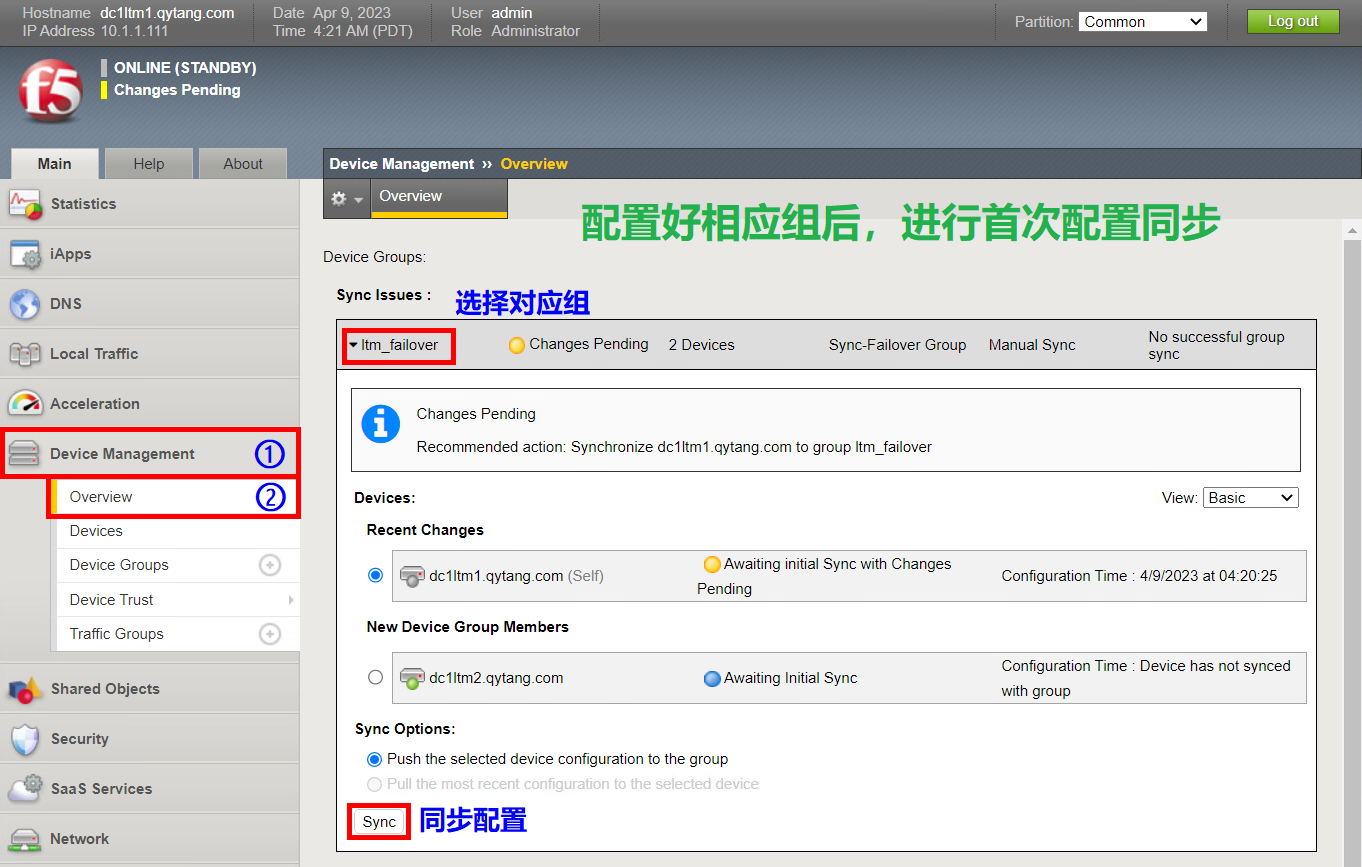 Hostname dc1ltm1.qytang.com Date Apr 9, 2023 User admin
IP Address 10.1.1.111 Time 4:21 AM (PDT) Role Administrator
Partition: Common Log out
f5
ONLINE (STANDBY)
Changes Pending
Main Help About
Device Management ›› Overview
Overview
配置好相应组后，进行首次配置同步
Statistics
iApps
DNS
Local Traffic
Acceleration
Device Management ①
Overview ②
Devices
Device Groups
Device Trust
Traffic Groups
Shared Objects
Security
SaaS Services
Network
Device Groups:
Sync Issues :
选择对应组
ltm_failover Changes Pending 2 Devices Sync-Failover Group Manual Sync No successful group
sync
Changes Pending
Recommended action: Synchronize dc1ltm1.qytang.com to group ltm_failover
Devices: View: Basic
Recent Changes
dc1ltm1.qytang.com (Self) Awaiting initial Sync with Changes
Pending Configuration Time : 4/9/2023 at 04:20:25
New Device Group Members
dc1ltm2.qytang.com Awaiting Initial Sync Configuration Time : Device has not synced
with group
Sync Options:
Push the selected device configuration to the group
Pull the most recent configuration to the selected device
Sync 同步配置